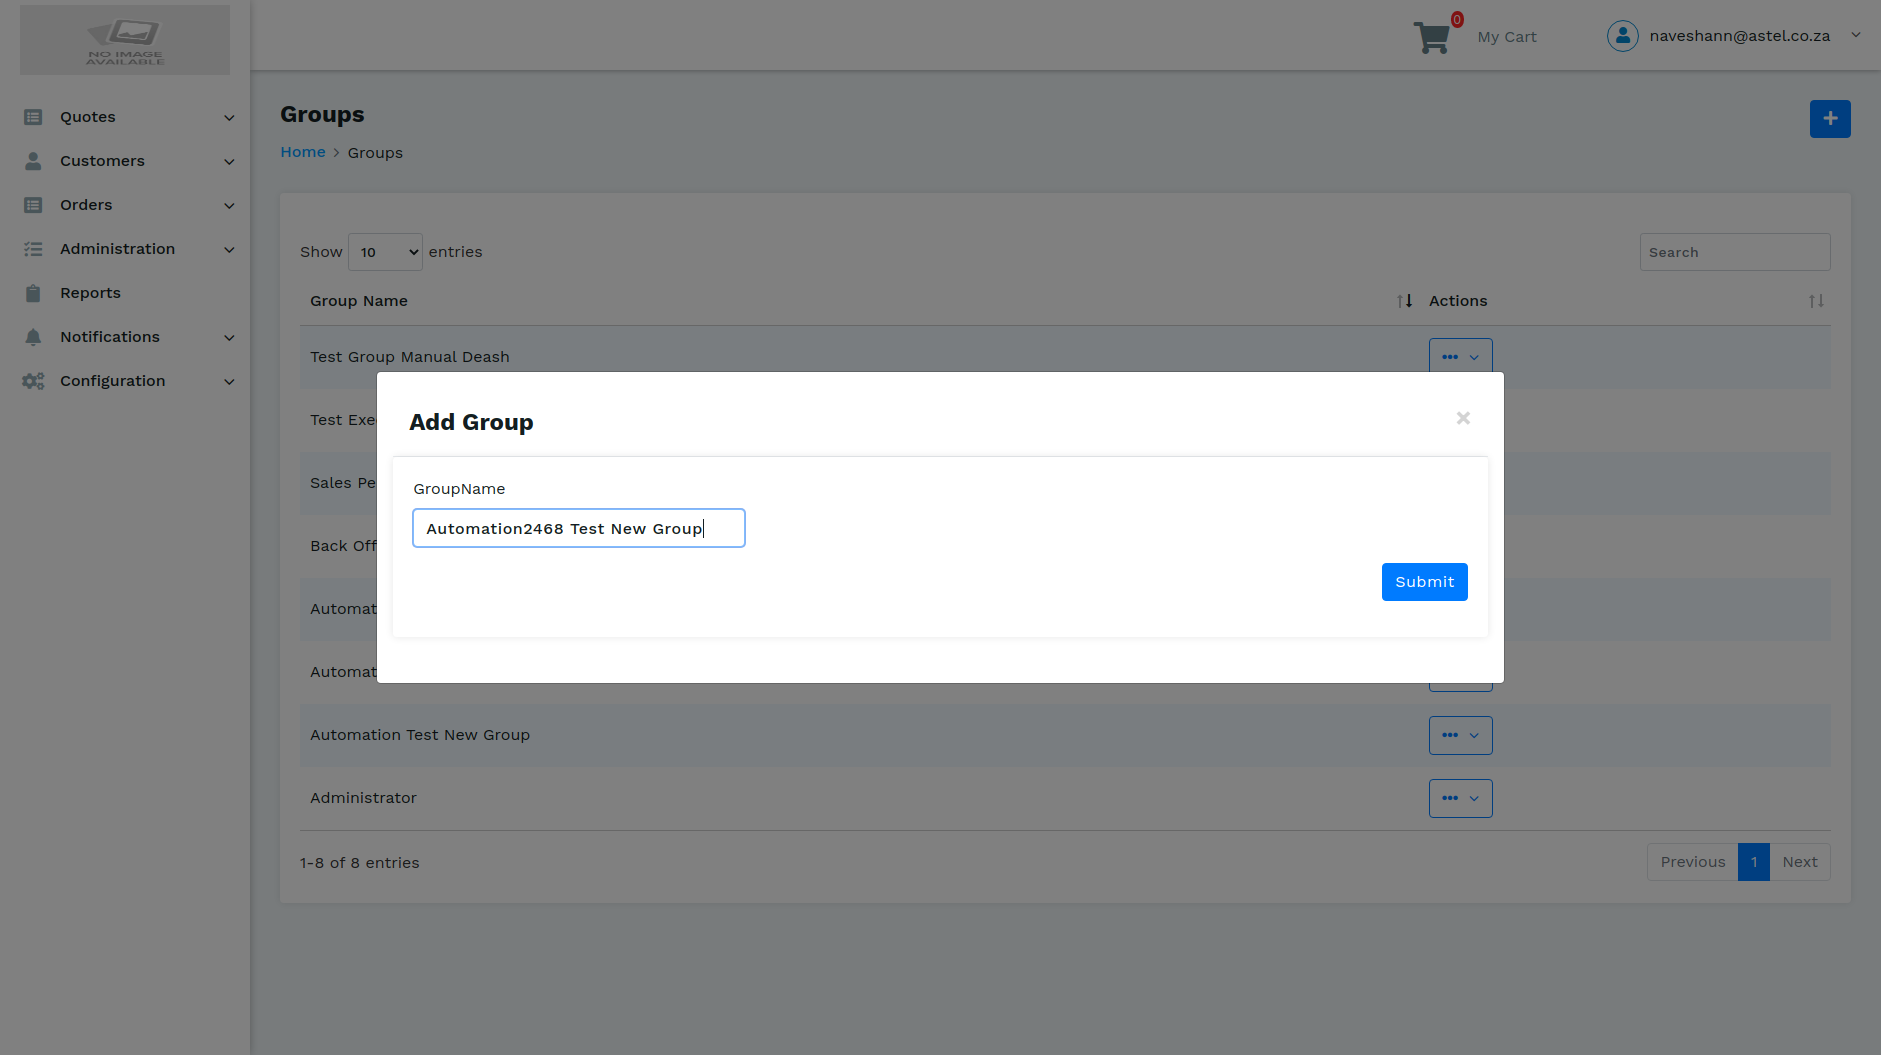 NO IMAGE
AVAILABLE
0
My Cart
naveshann@astel.co.za
Quotes
Customers
Orders
Administration
Reports
Notifications
Configuration
Groups
Home > Groups
Show 10 entries
Search
Group Name
Actions
Test Group Manual Deash
Test Exe
Sales Pe
Back Off
Automat
Automat
Automation Test New Group
Administrator
1-8 of 8 entries
Previous 1 Next
Add Group
×
GroupName
Automation2468 Test New Group
Submit